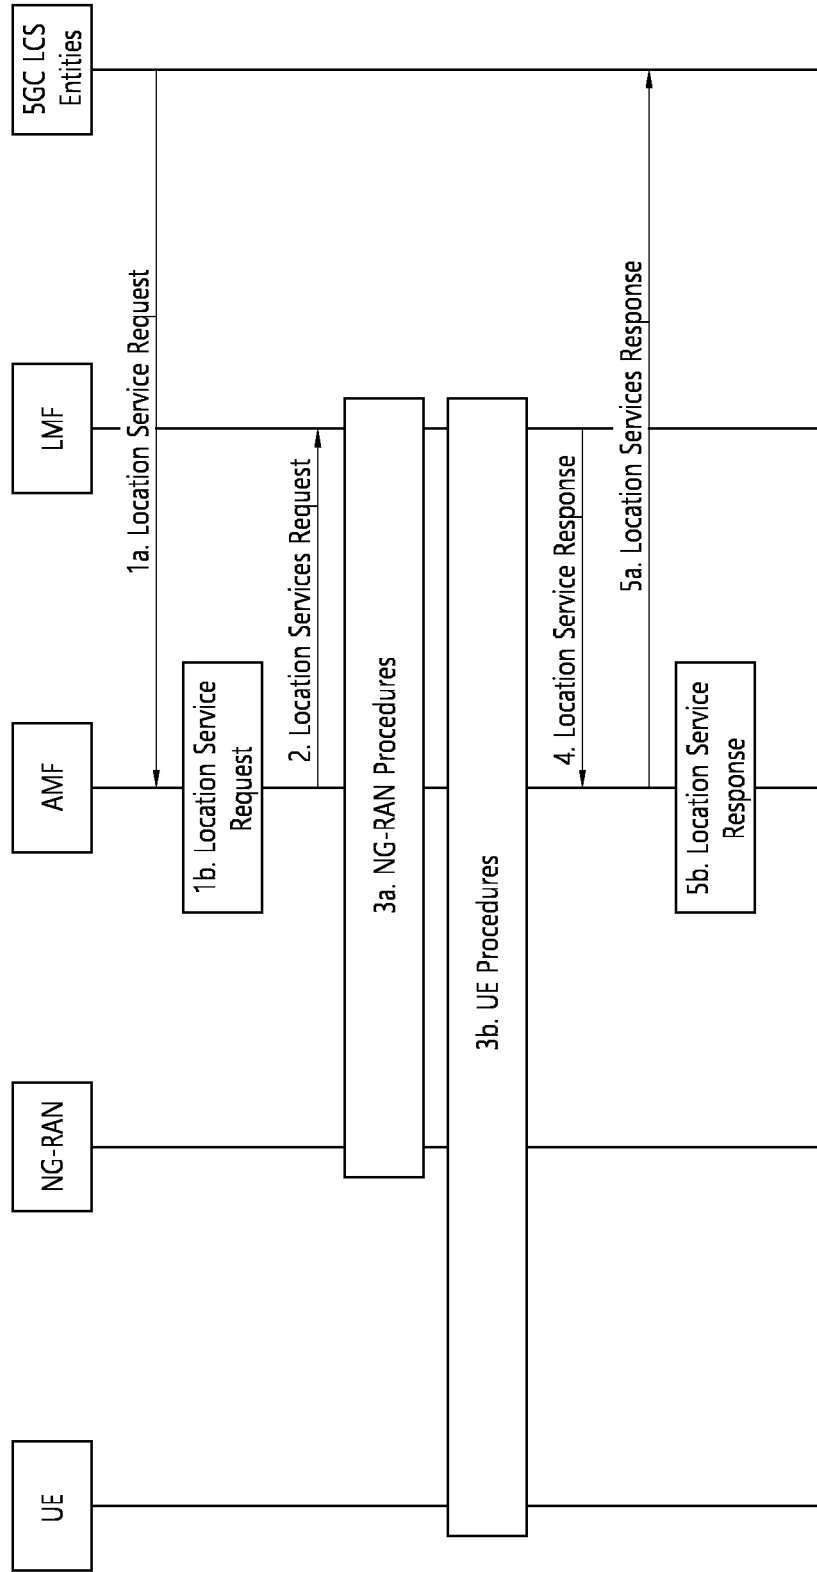 UE
NG-RAN
AMF
LMF
5GC LCS
Entities
1a. Location Service Request
1b. Location Service
Request
2. Location Services Request
3a. NG-RAN Procedures
3b. UE Procedures
4. Location Service Response
5a. Location Services Response
5b. Location Service
Response